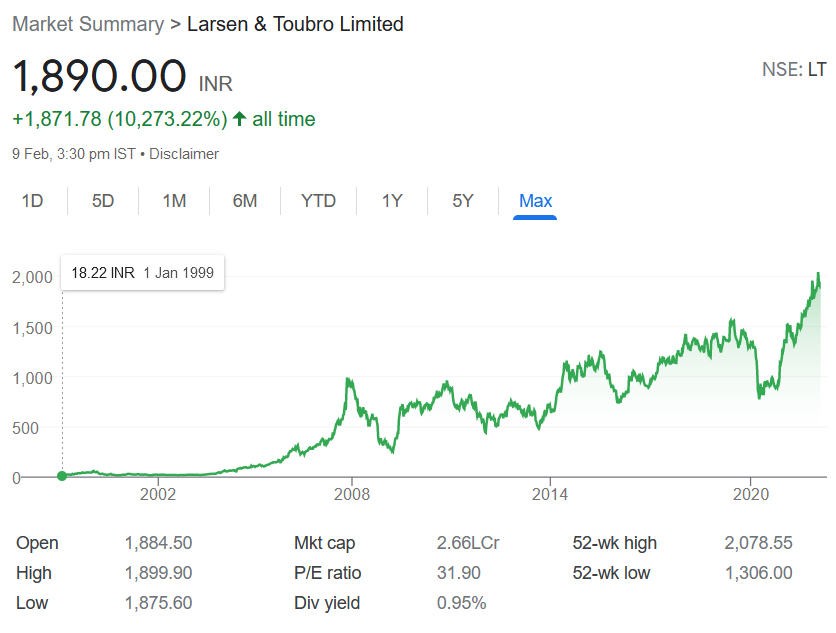 Market Summary > Larsen & Toubro Limited
1,890.00 INR
NSE: LT
+1,871.78 (10,273.22%) ↑ all time
9 Feb, 3:30 pm IST • Disclaimer
1D 5D 1M 6M YTD 1Y 5Y Max
18.22 INR 1 Jan 1999
2,000
1,500
1,000
500
0
2002 2008 2014 2020
Open 1,884.50 Mkt cap 2.66LCr 52-wk high 2,078.55
High 1,899.90 P/E ratio 31.90 52-wk low 1,306.00
Low 1,875.60 Div yield 0.95%